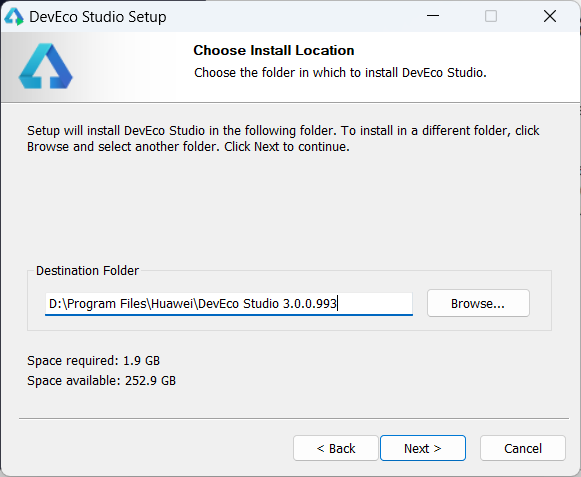 DevEco Studio Setup
Choose Install Location
Choose the folder in which to install DevEco Studio.
Setup will install DevEco Studio in the following folder. To install in a different folder, click
Browse and select another folder. Click Next to continue.
Destination Folder
D:\Program Files\Huawei\DevEco Studio 3.0.0.993
Browse...
Space required: 1.9 GB
Space available: 252.9 GB
< Back
Next >
Cancel